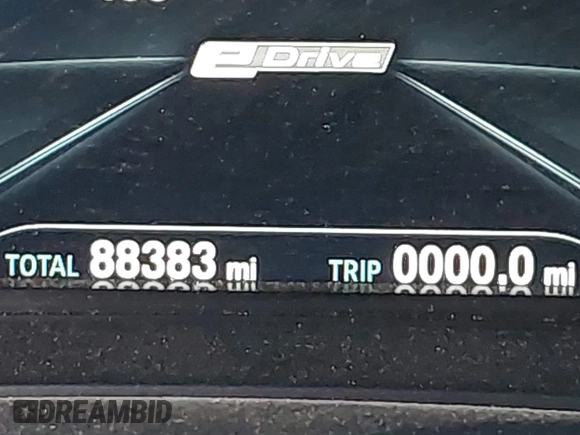 eDrive
TOTAL 88383 mi TRIP 0000.0 mi
DREAMBID